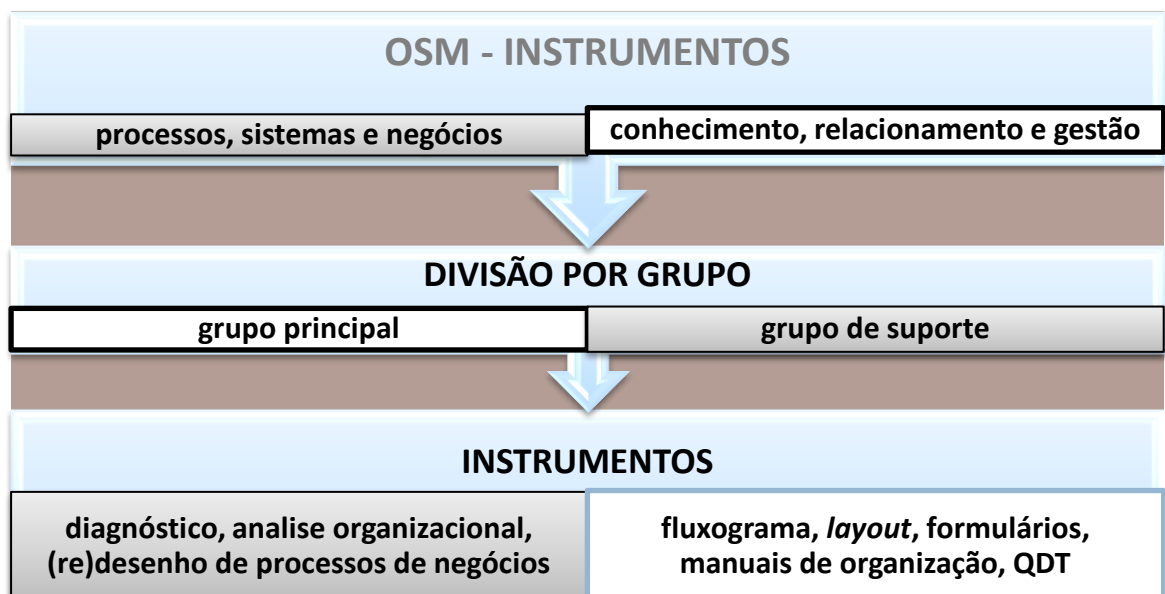 OSM - INSTRUMENTOS
processos, sistemas e negócios
conhecimento, relacionamento e gestão
DIVISÃO POR GRUPO
grupo principal
grupo de suporte
INSTRUMENTOS
diagnóstico, analise organizacional,
(re)desenho de processos de negócios
fluxograma, layout, formulários,
manuais de organização, QDT